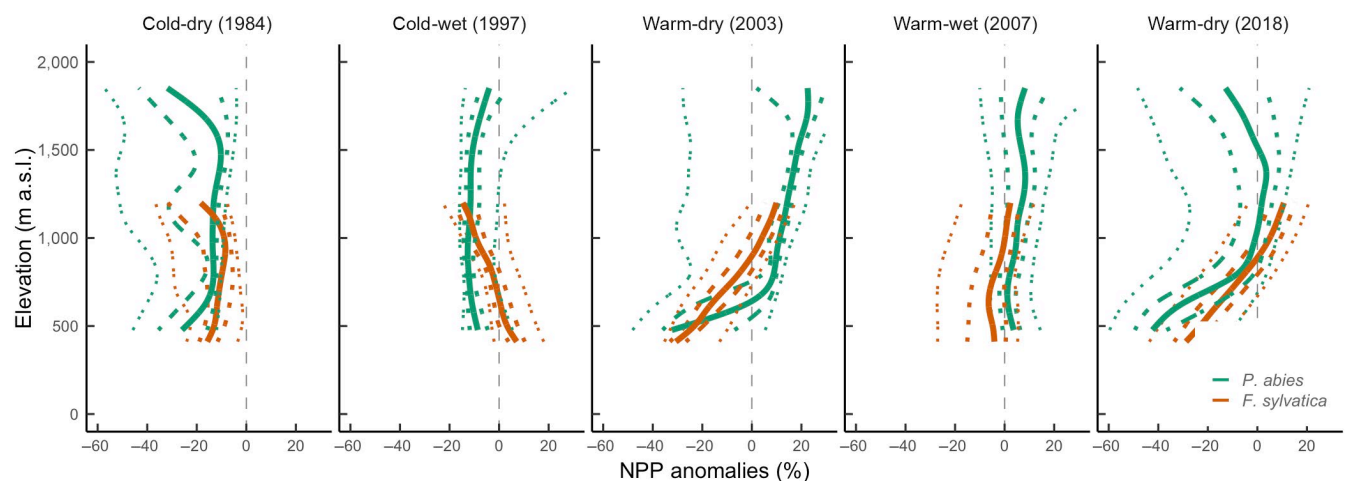 Cold-dry (1984)
Cold-wet (1997)
Warm-dry (2003)
Warm-wet (2007)
Warm-dry (2018)
Elevation (m a.s.l.)
2,000
1,500
1,000
500
0
P. abies
F. sylvatica
–60 –40 –20 0 20
–60 –40 –20 0 20
–60 –40 –20 0 20
–60 –40 –20 0 20
–60 –40 –20 0 20
NPP anomalies (%)